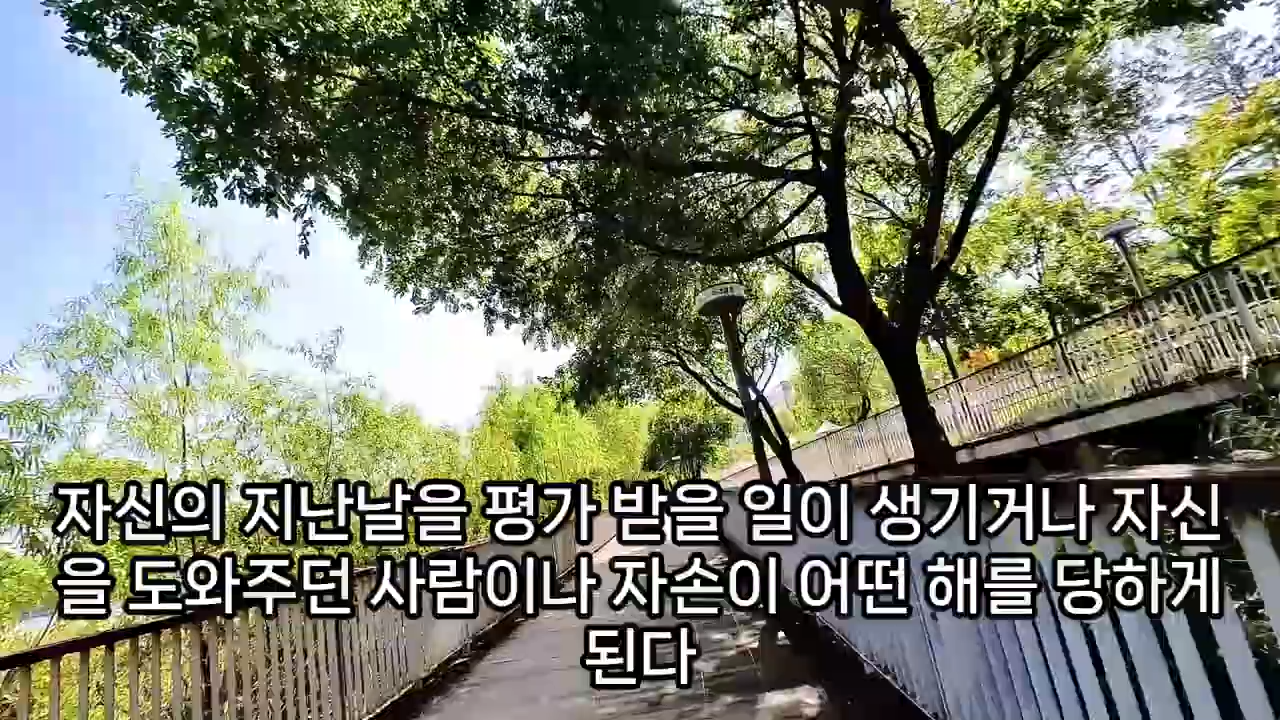 자신의 지난날을 평가 받을 일이 생기거나 자신
을 도와주던 사람이나 자손이 어떤 해를 당하게
된다